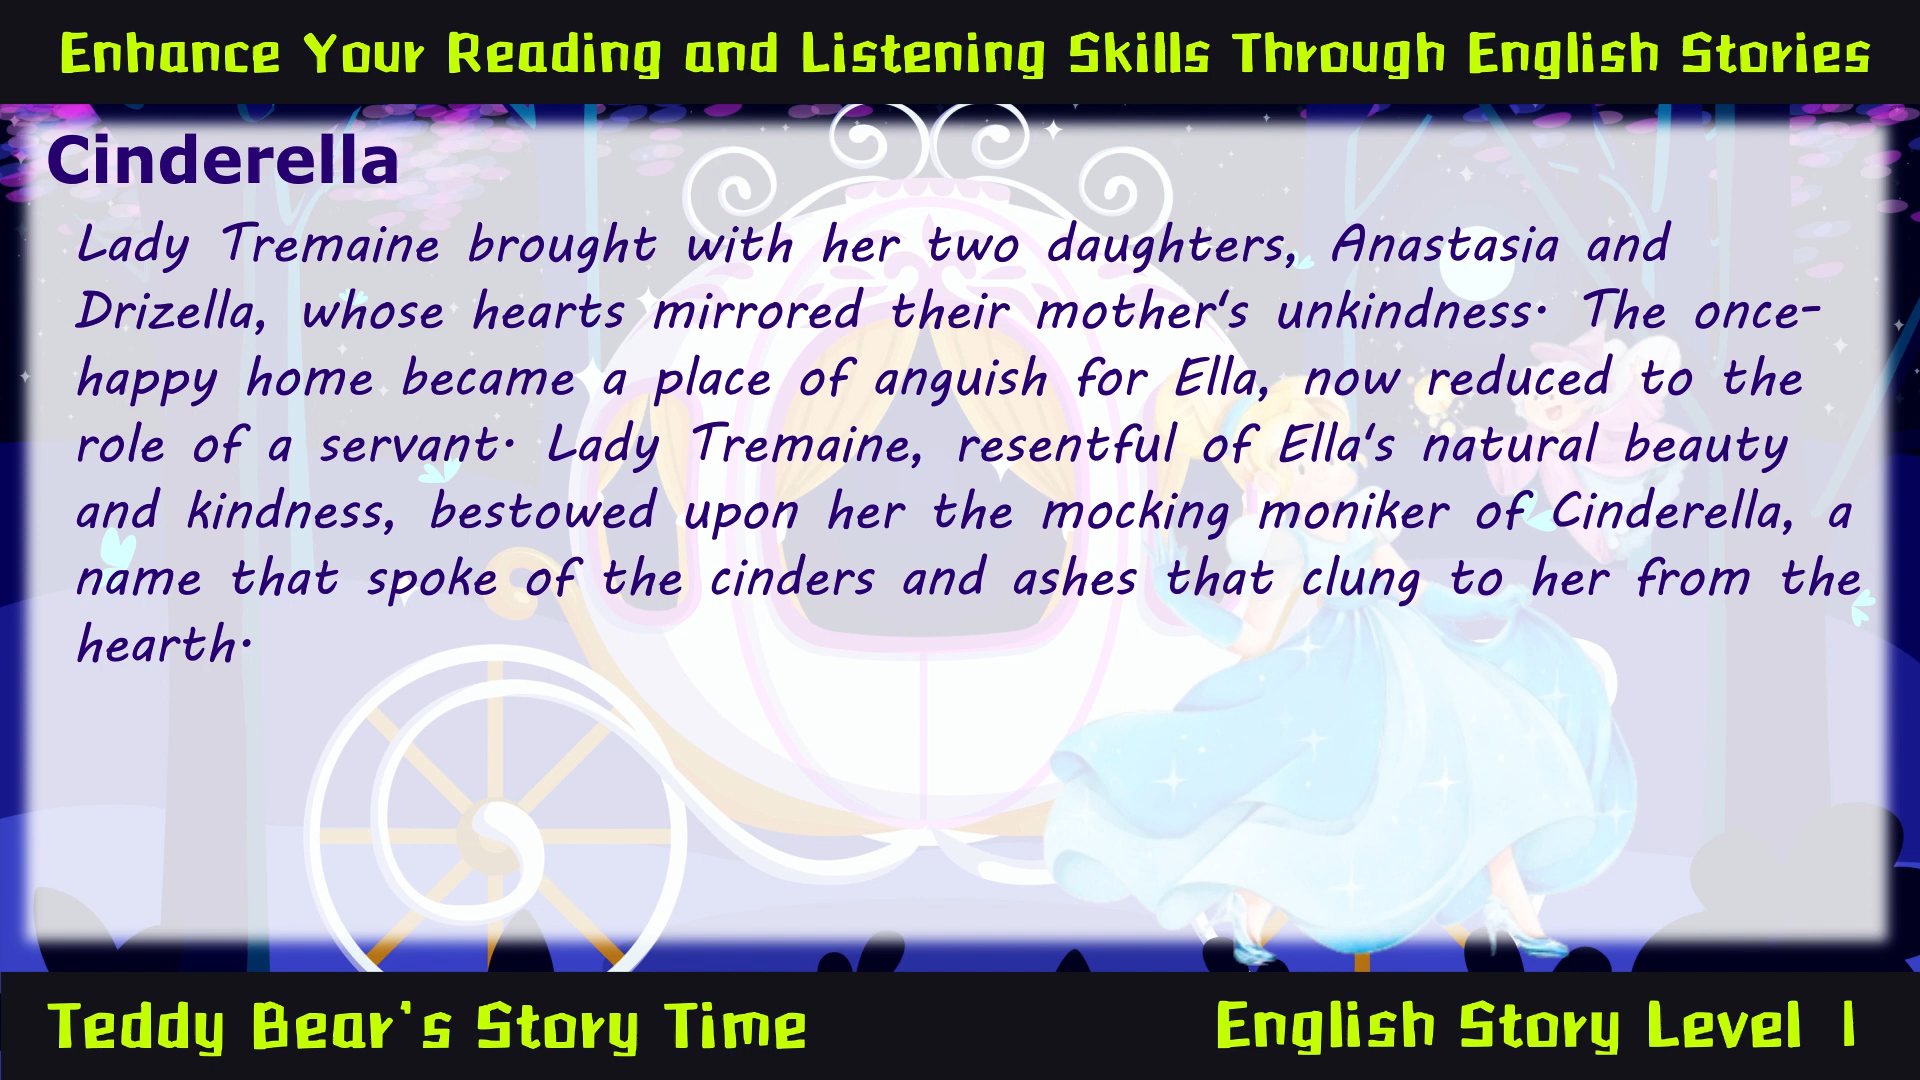 Enhance Your Reading and Listening Skills Through English Stories
Cinderella
Lady Tremaine brought with her two daughters, Anastasia and
Drizella, whose hearts mirrored their mother's unkindness. The once-
happy home became a place of anguish for Ella, now reduced to the
role of a servant. Lady Tremaine, resentful of Ella's natural beauty
and kindness, bestowed upon her the mocking moniker of Cinderella, a
name that spoke of the cinders and ashes that clung to her from the
hearth.
Teddy Bear's Story Time
English Story Level 1